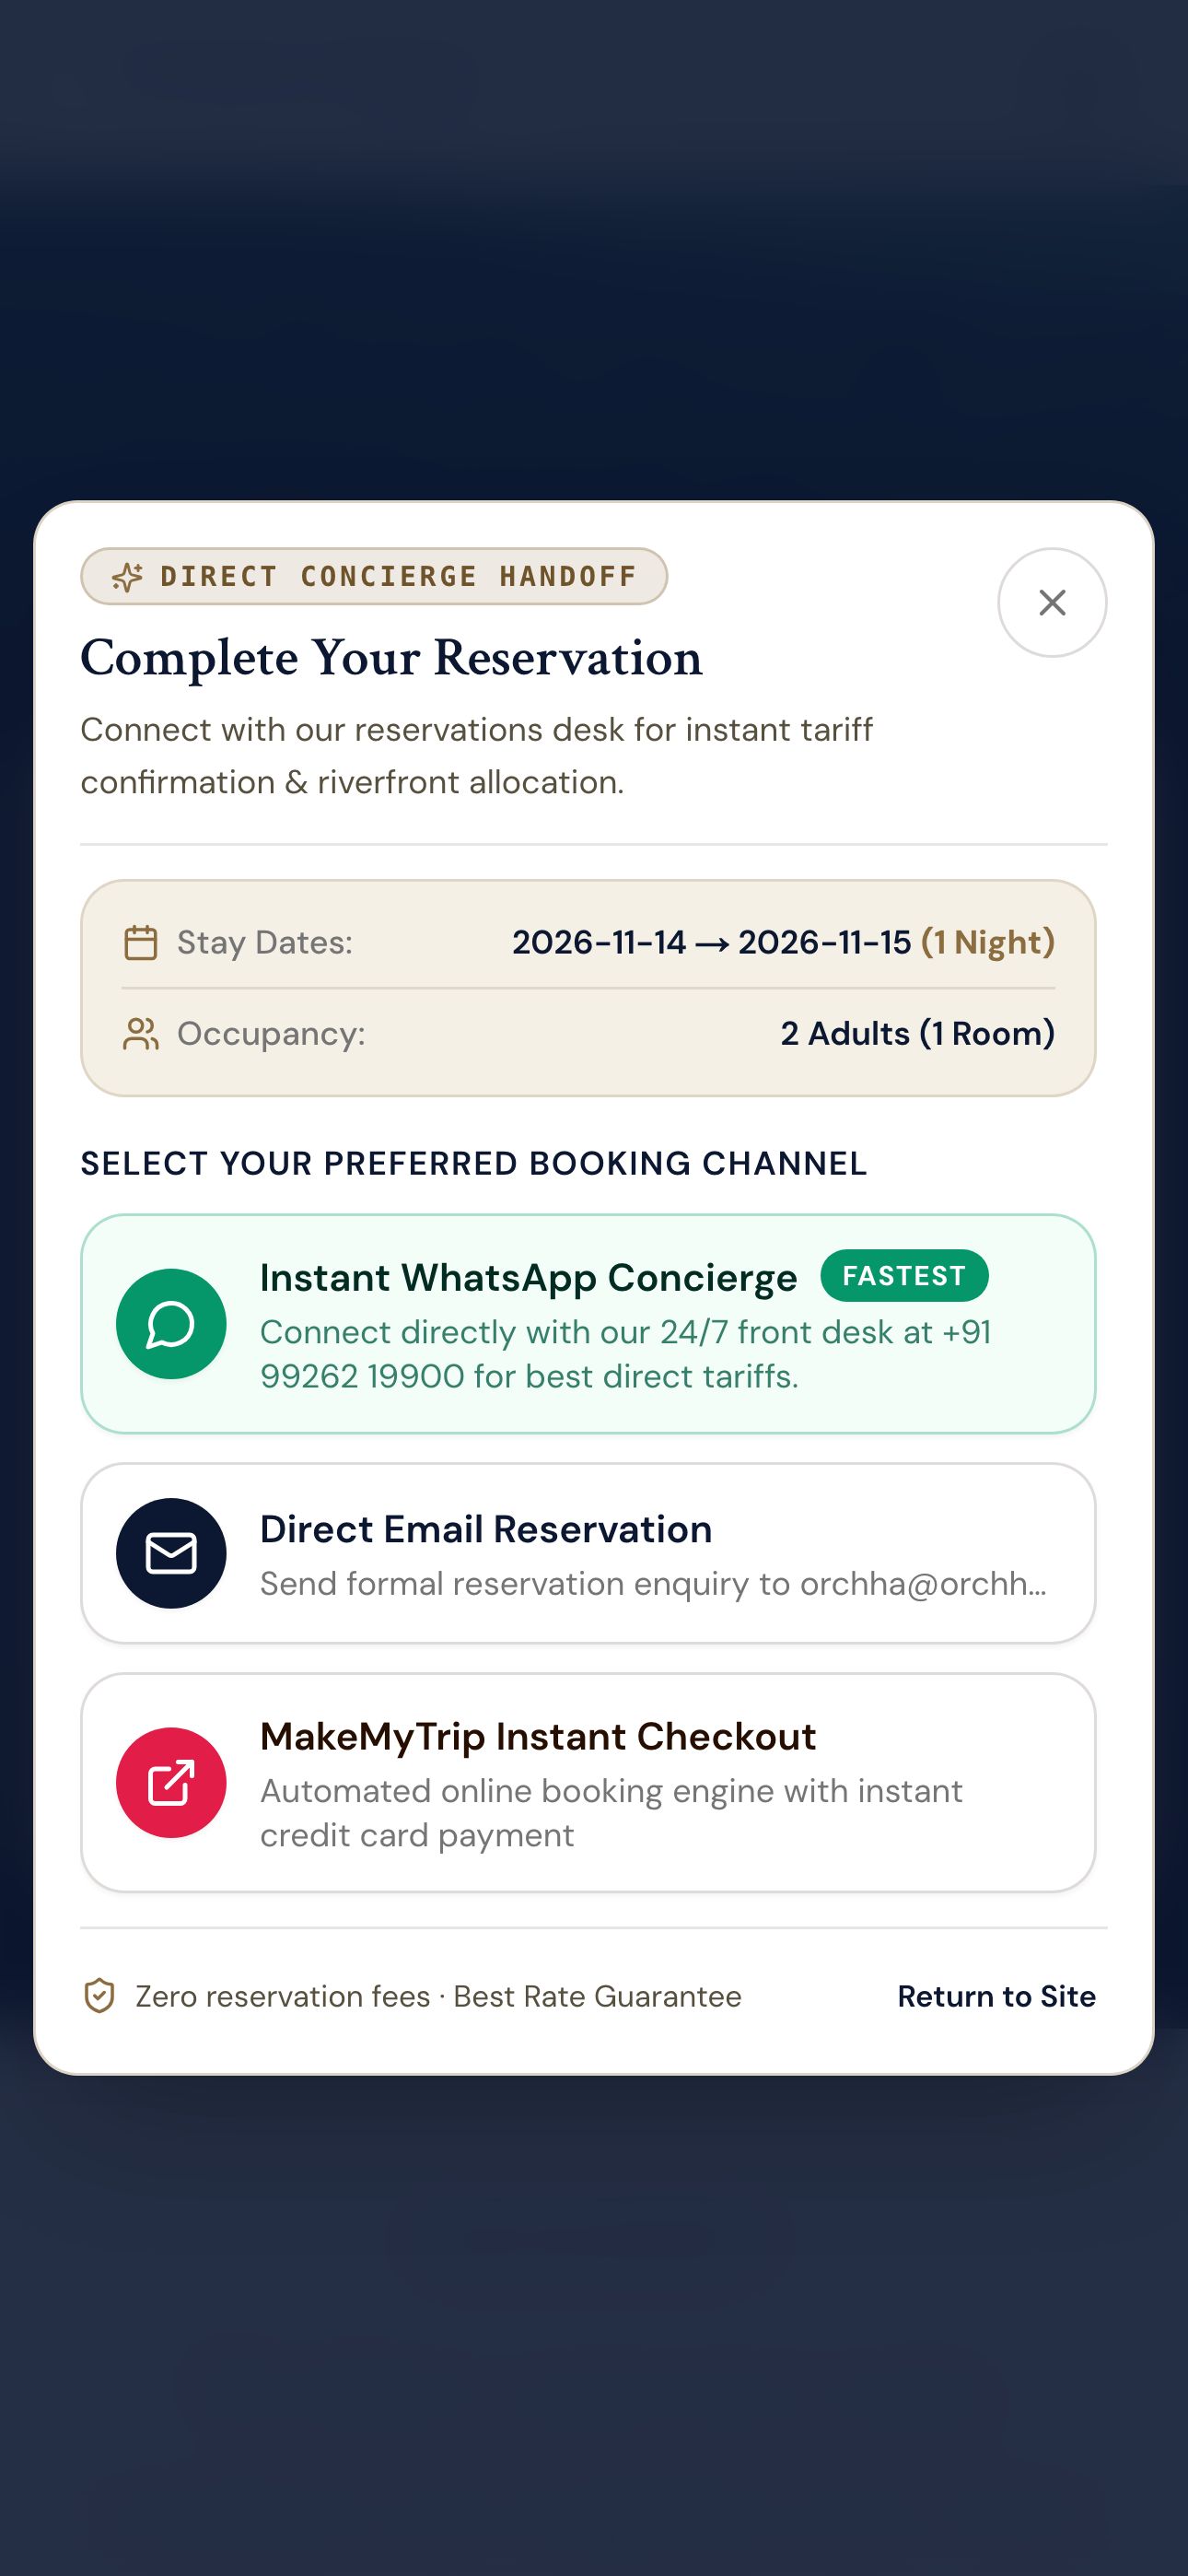 DIRECT CONCIERGE HANDOFF
Complete Your Reservation
Connect with our reservations desk for instant tariff
confirmation & riverfront allocation.
Stay Dates: 2026-11-14 → 2026-11-15 (1 Night)
Occupancy: 2 Adults (1 Room)
SELECT YOUR PREFERRED BOOKING CHANNEL
Instant WhatsApp Concierge FASTEST
Connect directly with our 24/7 front desk at +91
99262 19900 for best direct tariffs.
Direct Email Reservation
Send formal reservation enquiry to orchha@orchh...
MakeMyTrip Instant Checkout
Automated online booking engine with instant
credit card payment
Zero reservation fees · Best Rate Guarantee Return to Site